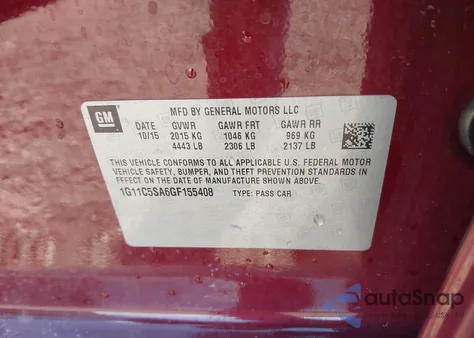 GM
MFD BY GENERAL MOTORS LLC
DATE GVWR GAWR FRT GAWR RR
10/15 2015 KG 1046 KG 969 KG
4443 LB 2306 LB 2137 LB
THIS VEHICLE CONFORMS TO ALL APPLICABLE U.S. FEDERAL MOTOR
VEHICLE SAFETY, BUMPER, AND THEFT PREVENTION STANDARDS
IN EFFECT ON THE DATE OF MANUFACTURE SHOWN ABOVE.
1G11C5SA6GF155408 TYPE: PASS CAR
autoSnap